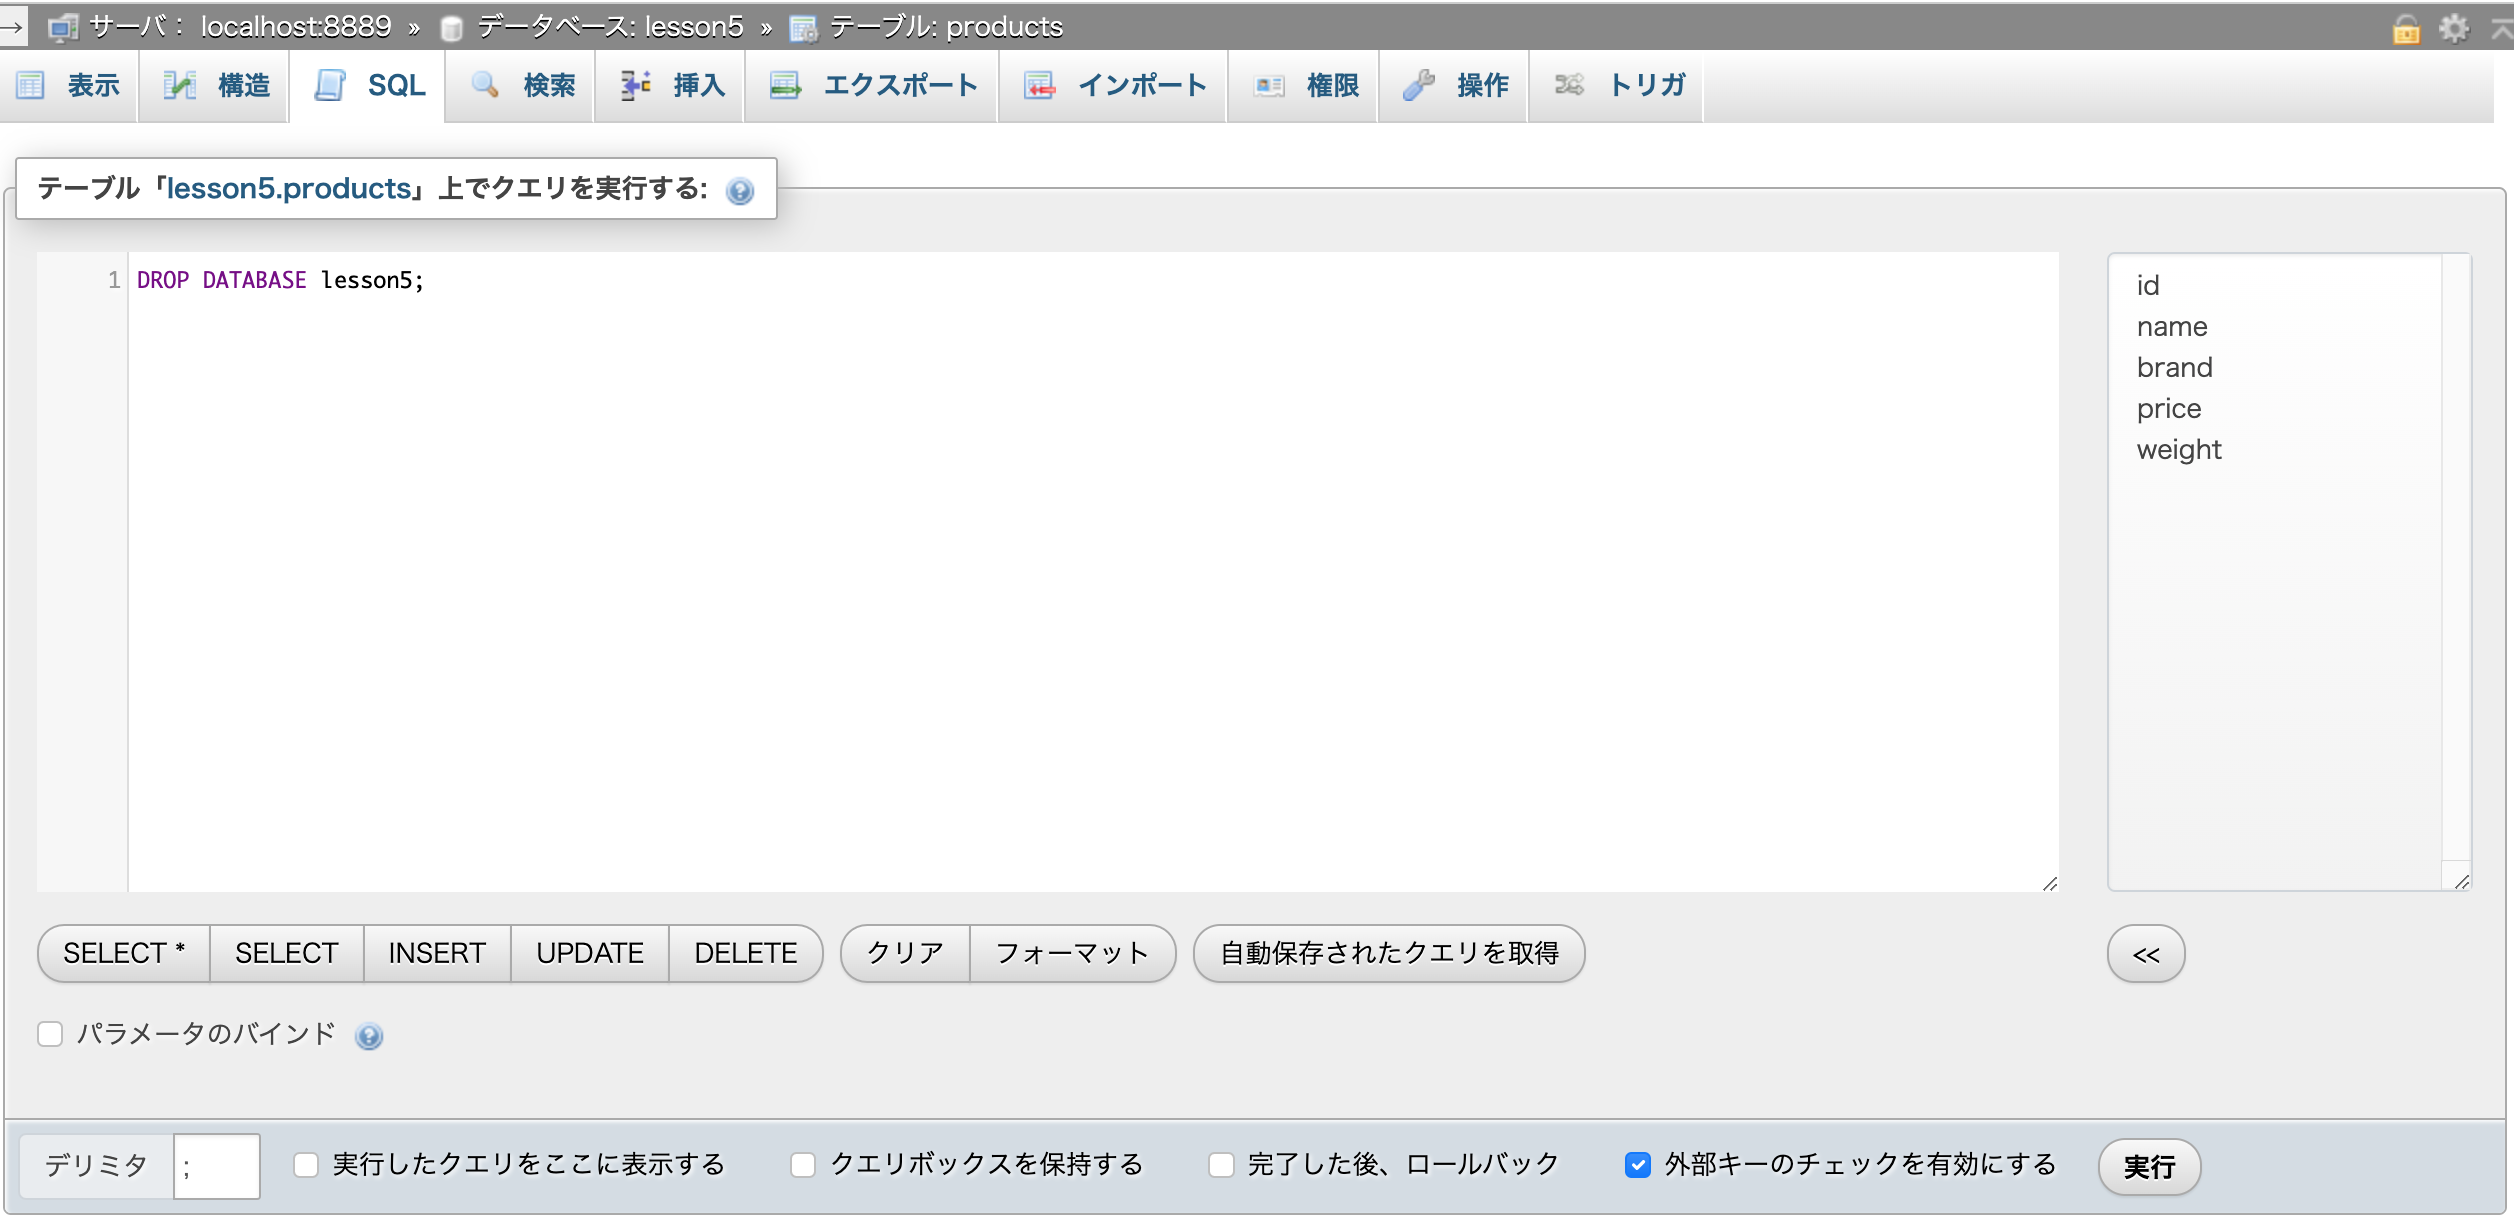 サーバ： localhost:8889 » データベース: lesson5 » テーブル: products
表示 構造 SQL 検索 挿入 エクスポート インポート 権限 操作 トリガ
テーブル「lesson5.products」上でクエリを実行する:
1 DROP DATABASE lesson5;
id
name
brand
price
weight
SELECT * SELECT INSERT UPDATE DELETE クリア フォーマット 自動保存されたクエリを取得 <<
パラメータのバインド
デリミタ ; 実行したクエリをここに表示する クエリボックスを保持する 完了した後、ロールバック 外部キーのチェックを有効にする 実行